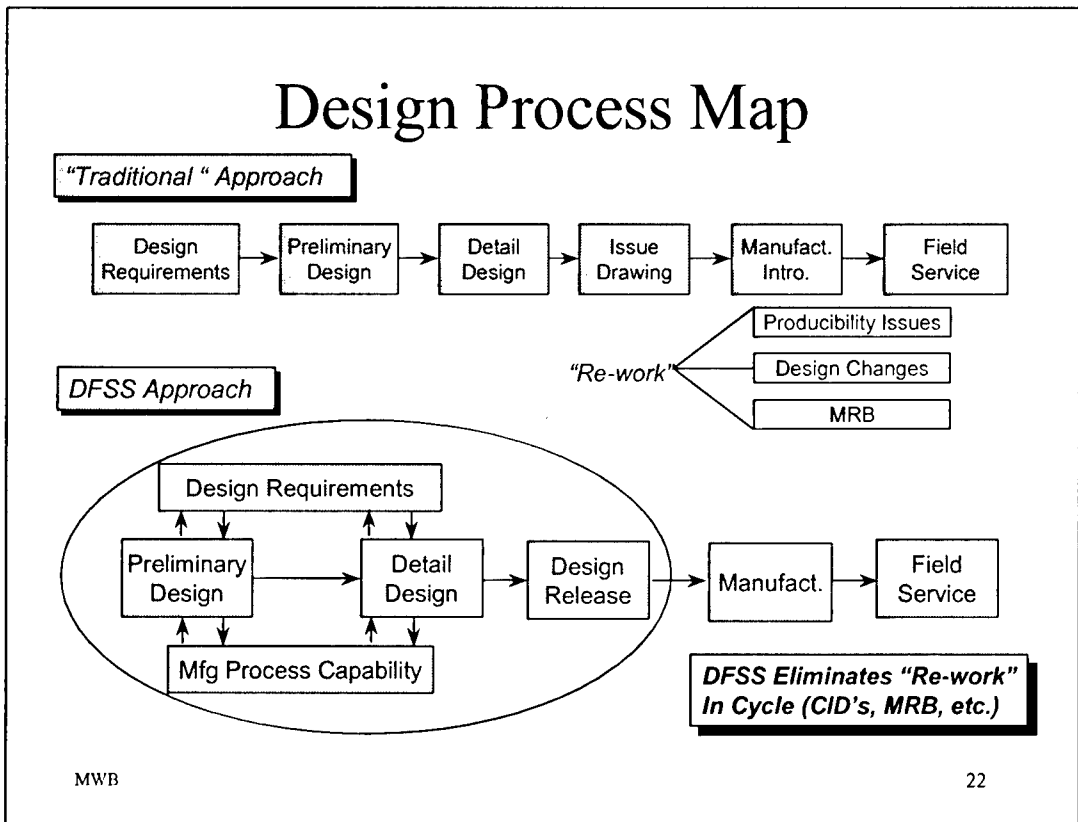 Design Process Map
"Traditional " Approach
Design
Requirements
Preliminary
Design
Detail
Design
Issue
Drawing
Manufact.
Intro.
Field
Service
"Re-work"
Producibility Issues
Design Changes
MRB
DFSS Approach
Design Requirements
Preliminary
Design
Detail
Design
Design
Release
Manufact.
Field
Service
Mfg Process Capability
DFSS Eliminates "Re-work"
In Cycle (CID's, MRB, etc.)
MWB
22